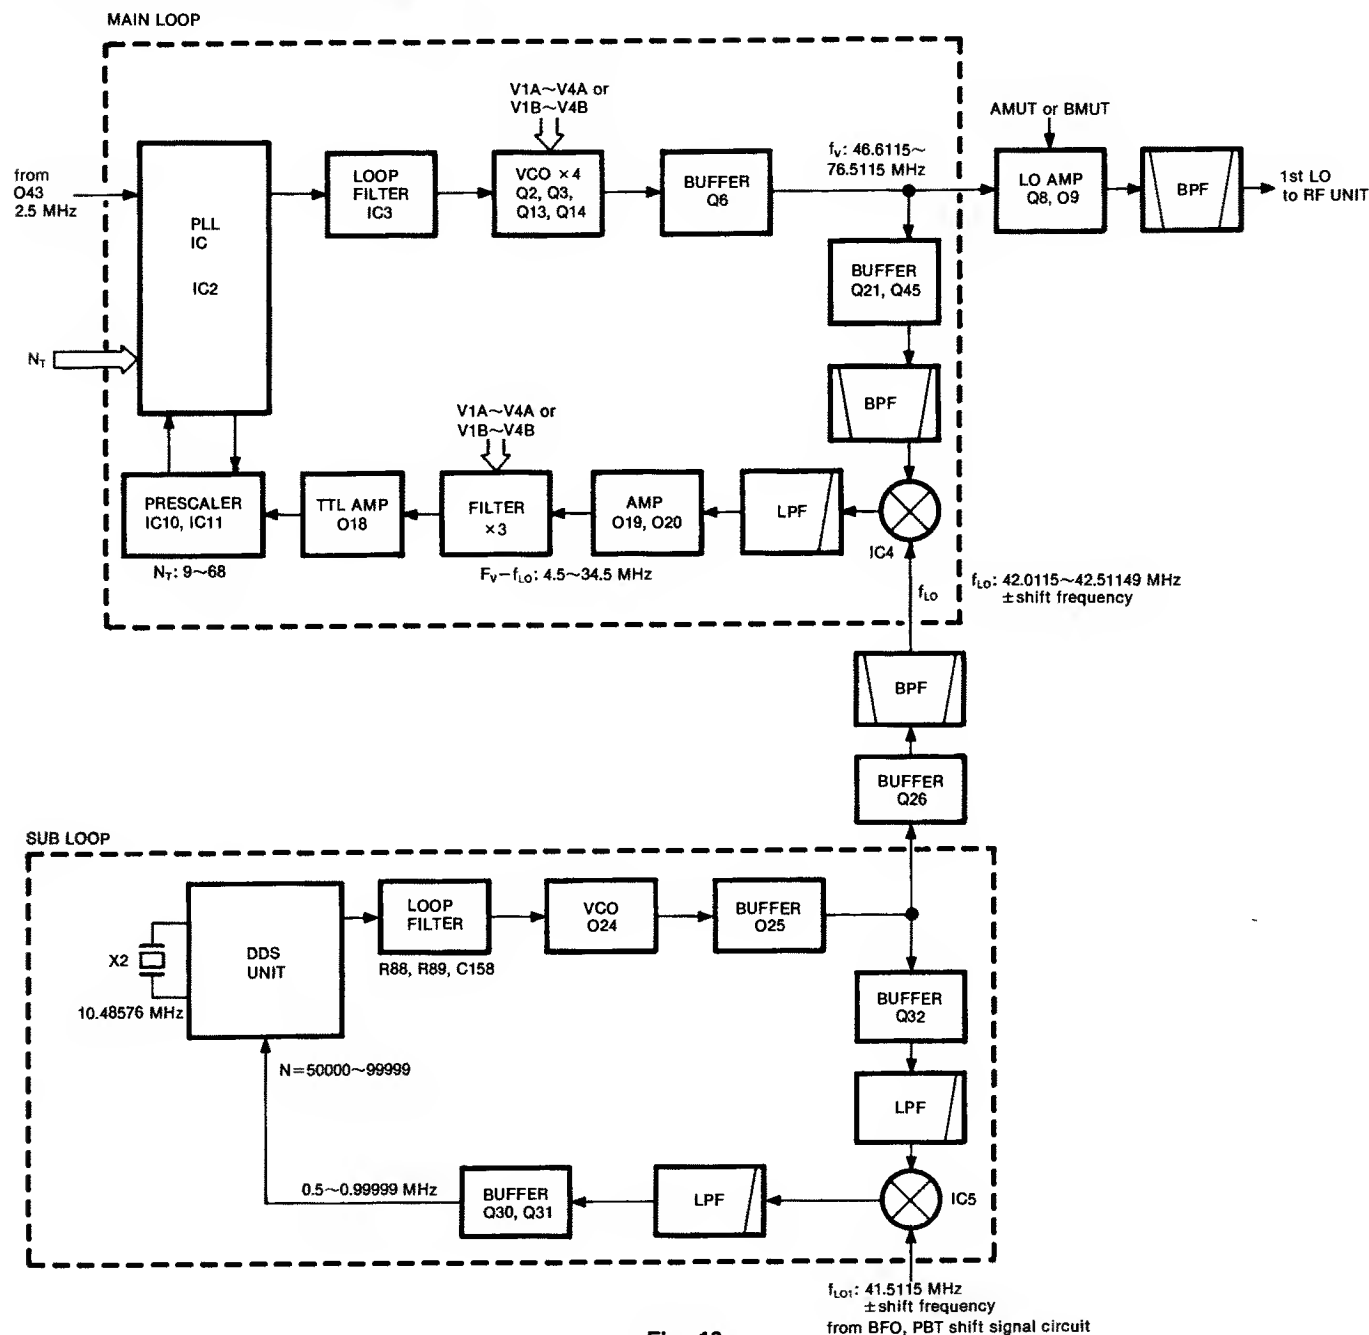 MAIN LOOP
from
O43
2.5 MHz
PLL
IC
IC2
N_T
LOOP
FILTER
IC3
V1A~V4A or
V1B~V4B
VCO ×4
Q2, Q3,
Q13, Q14
BUFFER
Q6
f_V: 46.6115~
76.5115 MHz
AMUT or BMUT
LO AMP
Q8, O9
BPF
1st LO
to RF UNIT
BUFFER
Q21, Q45
BPF
IC4
LPF
AMP
O19, O20
V1A~V4A or
V1B~V4B
FILTER
×3
TTL AMP
O18
PRESCALER
IC10, IC11
N_T: 9~68
F_V−f_LO: 4.5~34.5 MHz
f_LO
f_LO: 42.0115~42.51149 MHz
±shift frequency
BPF
BUFFER
Q26
SUB LOOP
X2
10.48576 MHz
DDS
UNIT
LOOP
FILTER
R88, R89, C158
VCO
O24
BUFFER
O25
BUFFER
Q32
LPF
IC5
LPF
BUFFER
Q30, Q31
0.5~0.99999 MHz
N=50000~99999
f_LO1: 41.5115 MHz
±shift frequency
from BFO, PBT shift signal circuit